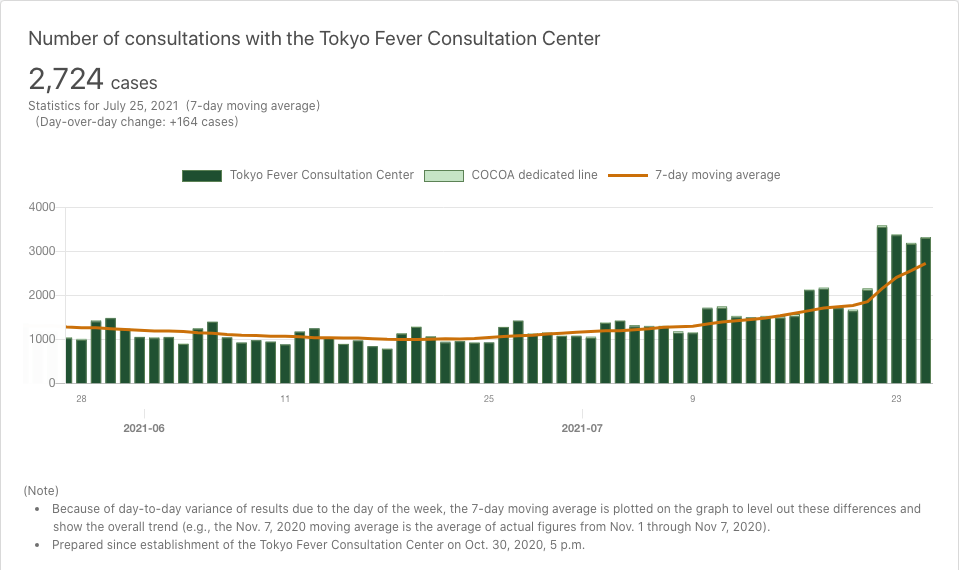 Number of consultations with the Tokyo Fever Consultation Center
2,724 cases
Statistics for July 25, 2021 (7-day moving average)
(Day-over-day change: +164 cases)
Tokyo Fever Consultation Center COCOA dedicated line 7-day moving average
4000
3000
2000
1000
0
28 11 25 9 23
2021-06 2021-07
(Note)
• Because of day-to-day variance of results due to the day of the week, the 7-day moving average is plotted on the graph to level out these differences and
show the overall trend (e.g., the Nov. 7, 2020 moving average is the average of actual figures from Nov. 1 through Nov 7, 2020).
• Prepared since establishment of the Tokyo Fever Consultation Center on Oct. 30, 2020, 5 p.m.